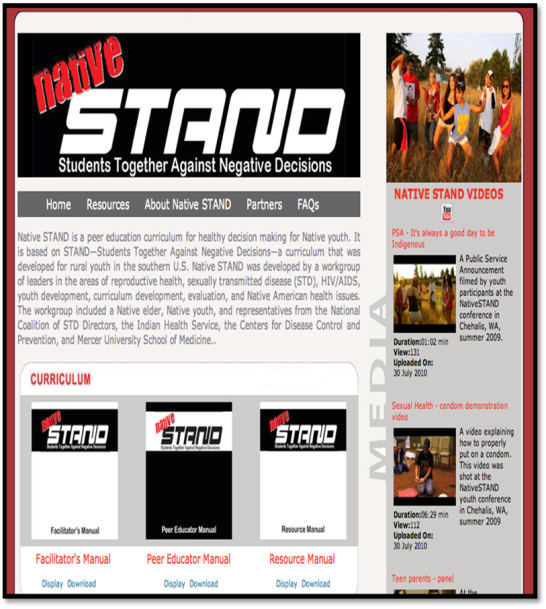 native
STAND
Students Together Against Negative Decisions
Home Resources About Native STAND Partners FAQs
Native STAND is a peer education curriculum for healthy decision making for Native youth. It
is based on STAND—Students Together Against Negative Decisions—a curriculum that was
developed for rural youth in the southern U.S. Native STAND was developed by a workgroup
of leaders in the areas of reproductive health, sexually transmitted disease (STD), HIV/AIDS,
youth development, curriculum development, evaluation, and Native American health issues.
The workgroup included a Native elder, Native youth, and representatives from the National
Coalition of STD Directors, the Indian Health Service, the Centers for Disease Control and
Prevention, and Mercer University School of Medicine..
CURRICULUM
native
STAND
Students Together Against Negative Decisions
Facilitator's Manual
Facilitator's Manual
Display Download
native
STAND
Students Together Against Negative Decisions
Peer Educator Manual
Peer Educator Manual
Display Download
native
STAND
Students Together Against Negative Decisions
Resource Manual
Resource Manual
Display Download
MEDIA
NATIVE STAND VIDEOS
You
PSA - It's always a good day to be
Indigenous
A Public Service
Announcement
filmed by youth
participants at the
NativeSTAND
conference in
Chehalis, WA,
summer 2009.
Duration:01:02 min
View:131
Uploaded On:
30 July 2010
Sexual Health - condom demonstration
video
A video explaining
how to properly
put on a condom.
This video was
shot at the
NativeSTAND
youth conference
in Chehalis, WA,
summer 2009
Duration:06:29 min
View:112
Uploaded On:
30 July 2010
Teen parents - panel
At the